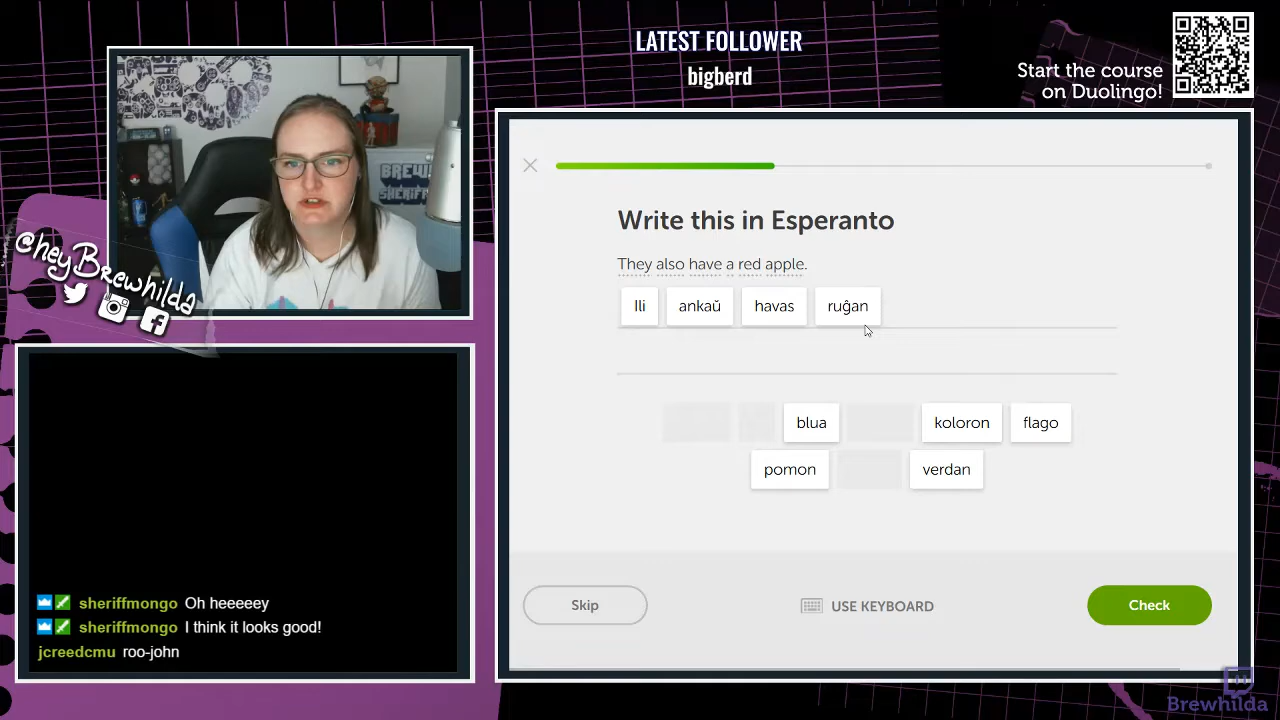 LATEST FOLLOWER
bigberd
Start the course
on Duolingo!
@heyBrewhilda
Write this in Esperanto
They also have a red apple.
Ili ankaŭ havas ruĝan
blua koloron flago
pomon verdan
Skip
USE KEYBOARD
Check
sheriffmongo Oh heeeeey
sheriffmongo I think it looks good!
jcreedcmu roo-john
Brewhilda